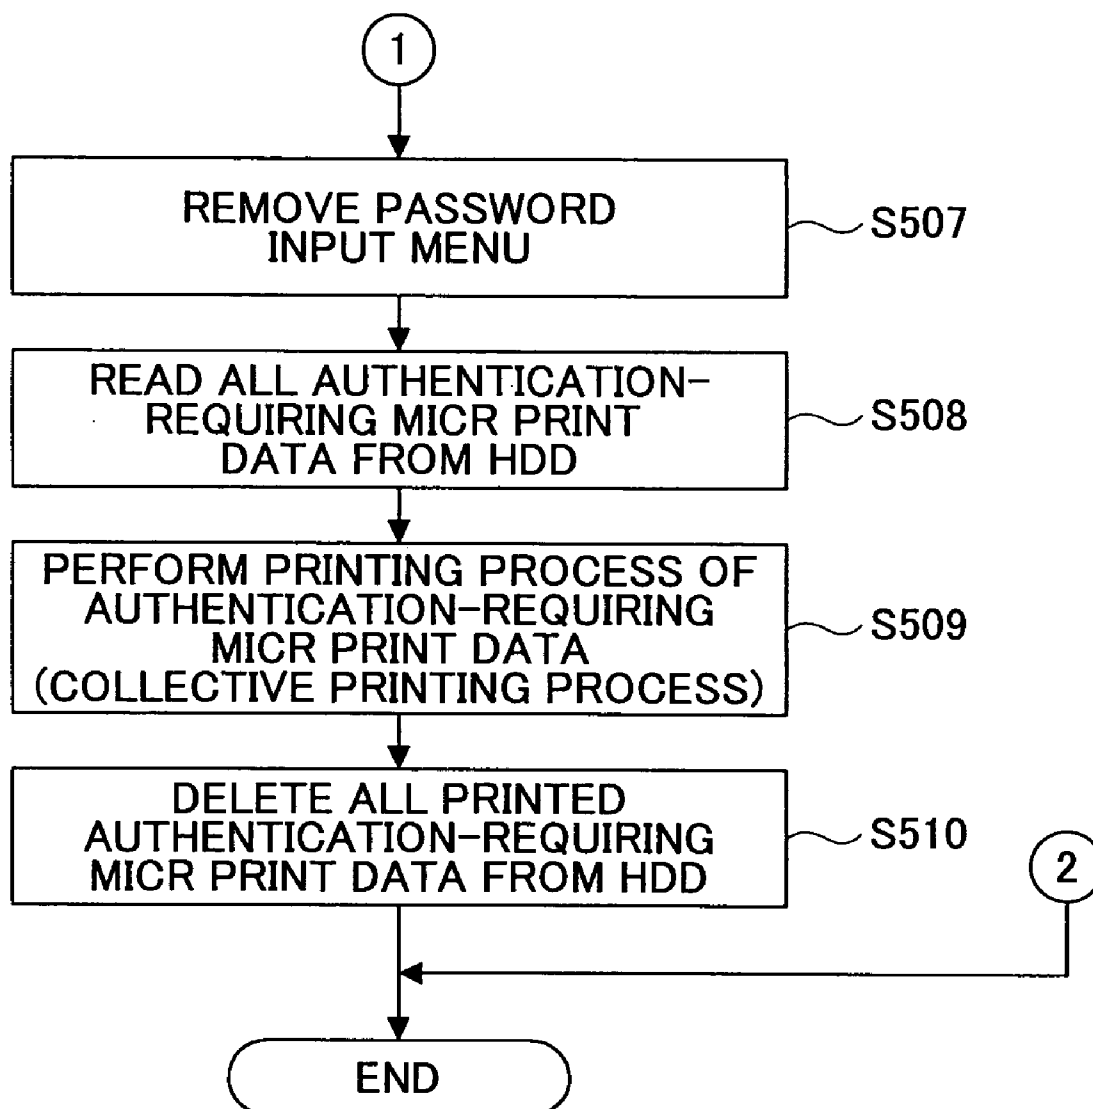 1
REMOVE PASSWORD
INPUT MENU
S507
READ ALL AUTHENTICATION-
REQUIRING MICR PRINT
DATA FROM HDD
S508
PERFORM PRINTING PROCESS OF
AUTHENTICATION-REQUIRING
MICR PRINT DATA
(COLLECTIVE PRINTING PROCESS)
S509
DELETE ALL PRINTED
AUTHENTICATION-REQUIRING
MICR PRINT DATA FROM HDD
S510
2
END